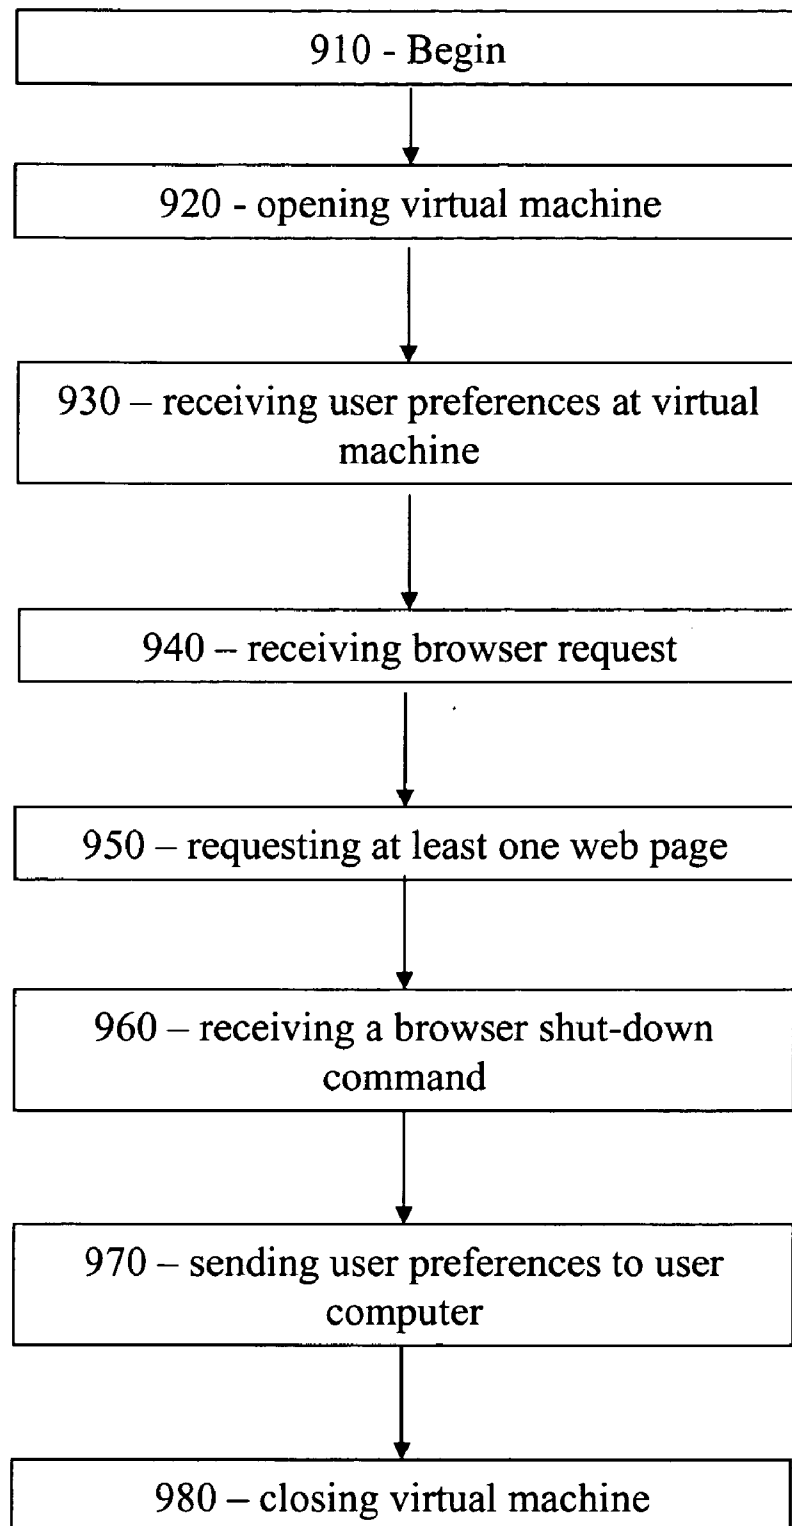 910 - Begin
920 - opening virtual machine
930 – receiving user preferences at virtual
machine
940 – receiving browser request
950 – requesting at least one web page
960 – receiving a browser shut-down
command
970 – sending user preferences to user
computer
980 – closing virtual machine